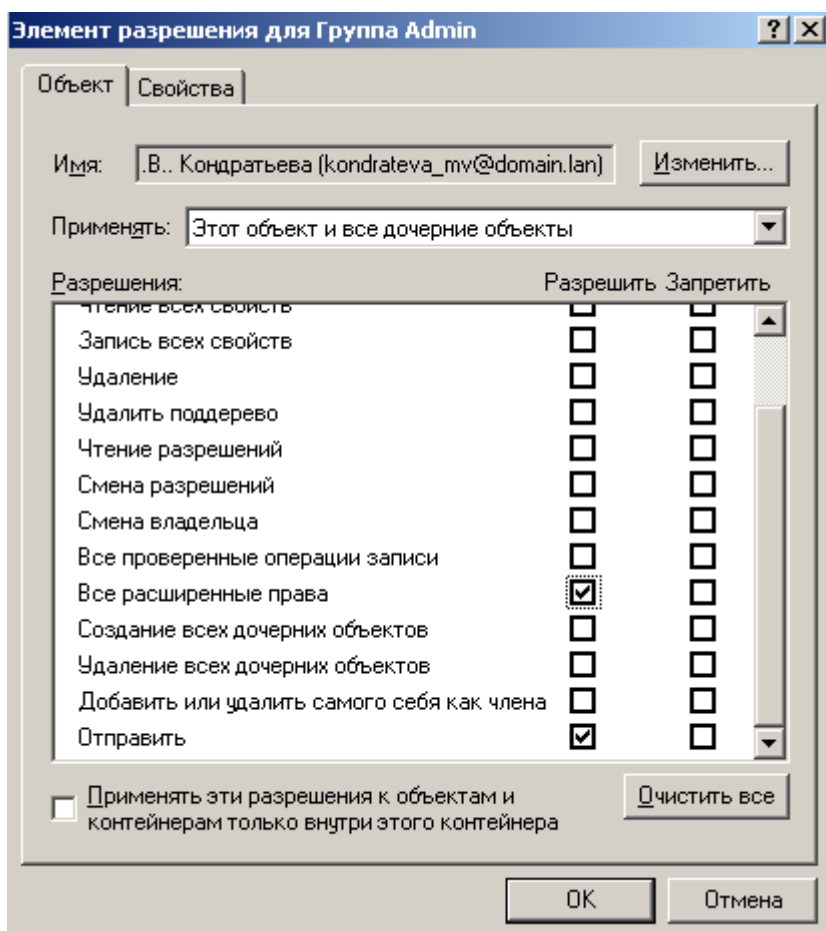 Элемент разрешения для Группа Admin
Объект Свойства
Имя: .В.. Кондратьева (kondrateva_mv@domain.lan) Изменить...
Применять: Этот объект и все дочерние объекты
Разрешения: Разрешить Запретить
Чтение всех свойств
Запись всех свойств
Удаление
Удалить поддерево
Чтение разрешений
Смена разрешений
Смена владельца
Все проверенные операции записи
Все расширенные права
Создание всех дочерних объектов
Удаление всех дочерних объектов
Добавить или удалить самого себя как члена
Отправить
Применять эти разрешения к объектам и Очистить все
контейнерам только внутри этого контейнера
OK Отмена